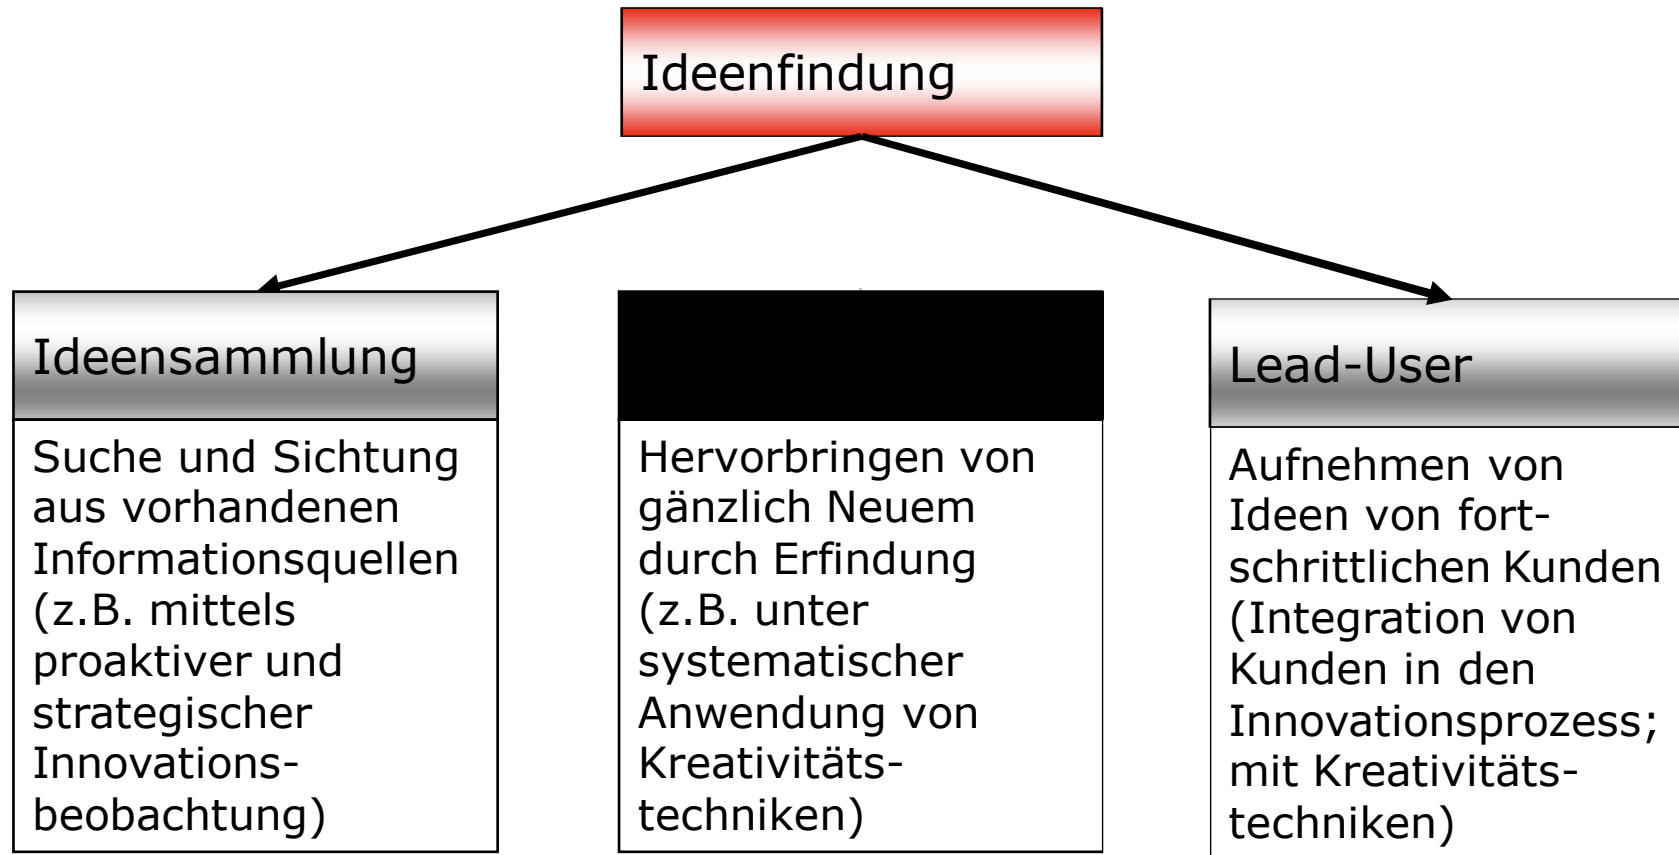 Ideenfindung
Ideensammlung
Suche und Sichtung
aus vorhandenen
Informationsquellen
(z.B. mittels
proaktiver und
strategischer
Innovations-
beobachtung)
Hervorbringen von
gänzlich Neuem
durch Erfindung
(z.B. unter
systematischer
Anwendung von
Kreativitäts-
techniken)
Lead-User
Aufnehmen von
Ideen von fort-
schrittlichen Kunden
(Integration von
Kunden in den
Innovationsprozess;
mit Kreativitäts-
techniken)